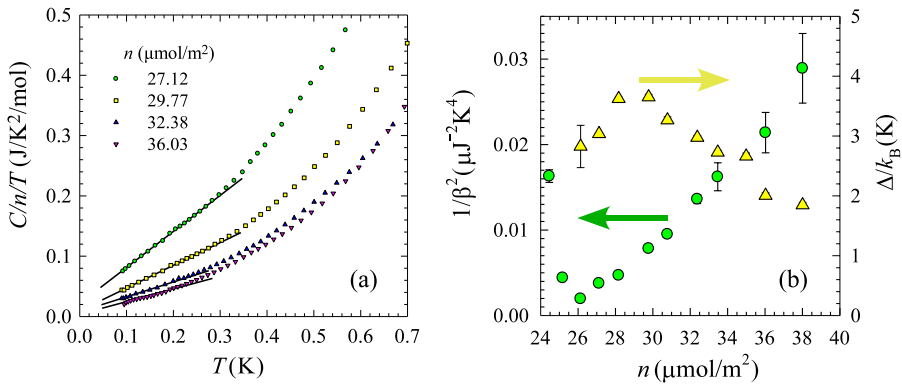 C/n/T (J/K²/mol)
0.5
0.4
0.3
0.2
0.1
0.0
n (μmol/m²)
27.12
29.77
32.38
36.03
(a)
0.0 0.1 0.2 0.3 0.4 0.5 0.6 0.7
T (K)
1/β² (μJ⁻²K⁴)
0.03
0.02
0.01
0.00
(b)
5
4
3
2
1
0
Δ/k_B (K)
24 26 28 30 32 34 36 38 40
n (μmol/m²)